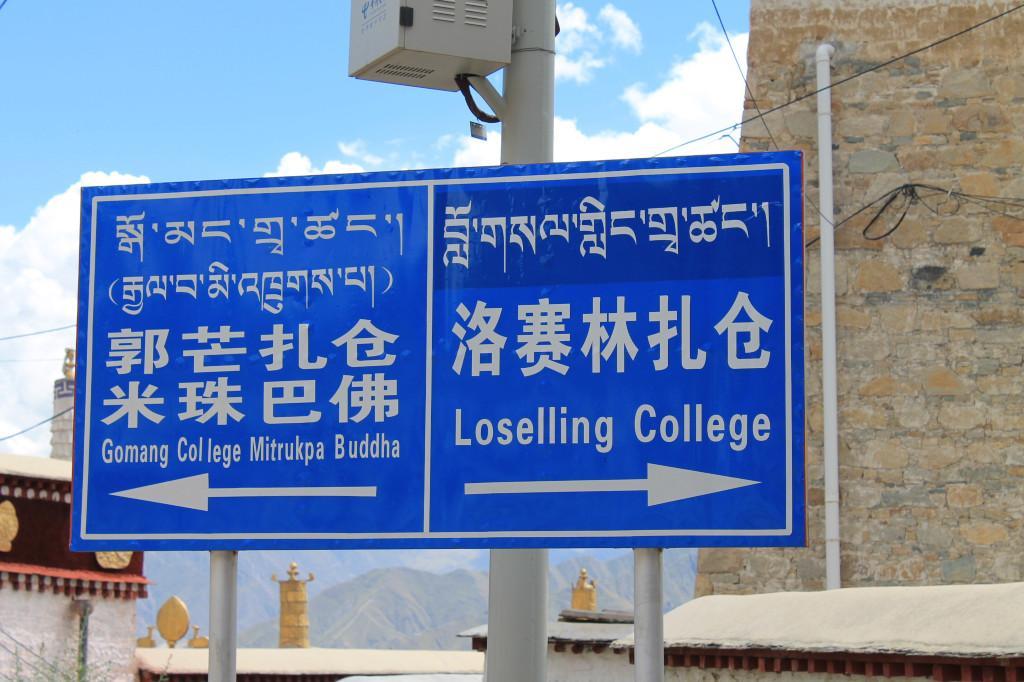 སྒོ་མང་གྲྭ་ཚང་།
(རྒྱལ་བ་མི་འཁྲུགས་པ།)
郭芒扎仓
米珠巴佛
Gomang College Mitrukpa Buddha
བློ་གསལ་གླིང་གྲྭ་ཚང་།
洛赛林扎仓
Loselling College